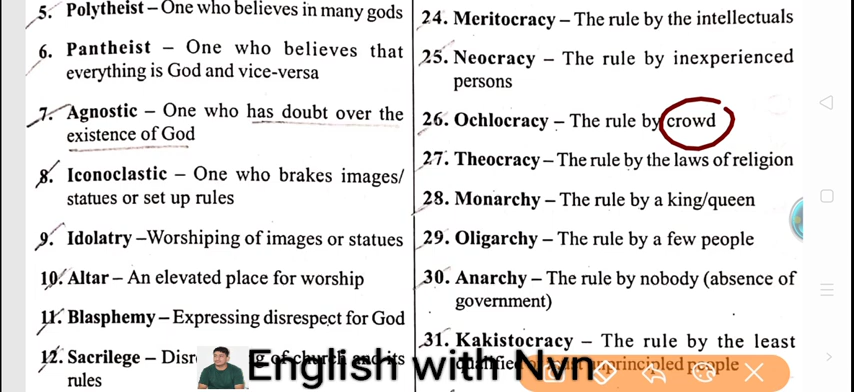 5. Polytheist – One who believes in many gods
6. Pantheist – One who believes that
everything is God and vice-versa
7. Agnostic – One who has doubt over the
existence of God
8. Iconoclastic – One who brakes images/
statues or set up rules
9. Idolatry –Worshiping of images or statues
10. Altar – An elevated place for worship
11. Blasphemy – Expressing disrespect for God
12. Sacrilege – of church and its
rules
24. Meritocracy – The rule by the intellectuals
25. Neocracy – The rule by inexperienced
persons
26. Ochlocracy – The rule by crowd
27. Theocracy – The rule by the laws of religion
28. Monarchy – The rule by a king/queen
29. Oligarchy – The rule by a few people
30. Anarchy – The rule by nobody (absence of
government)
31. Kakistocracy – The rule by the least
people
English with Nvn